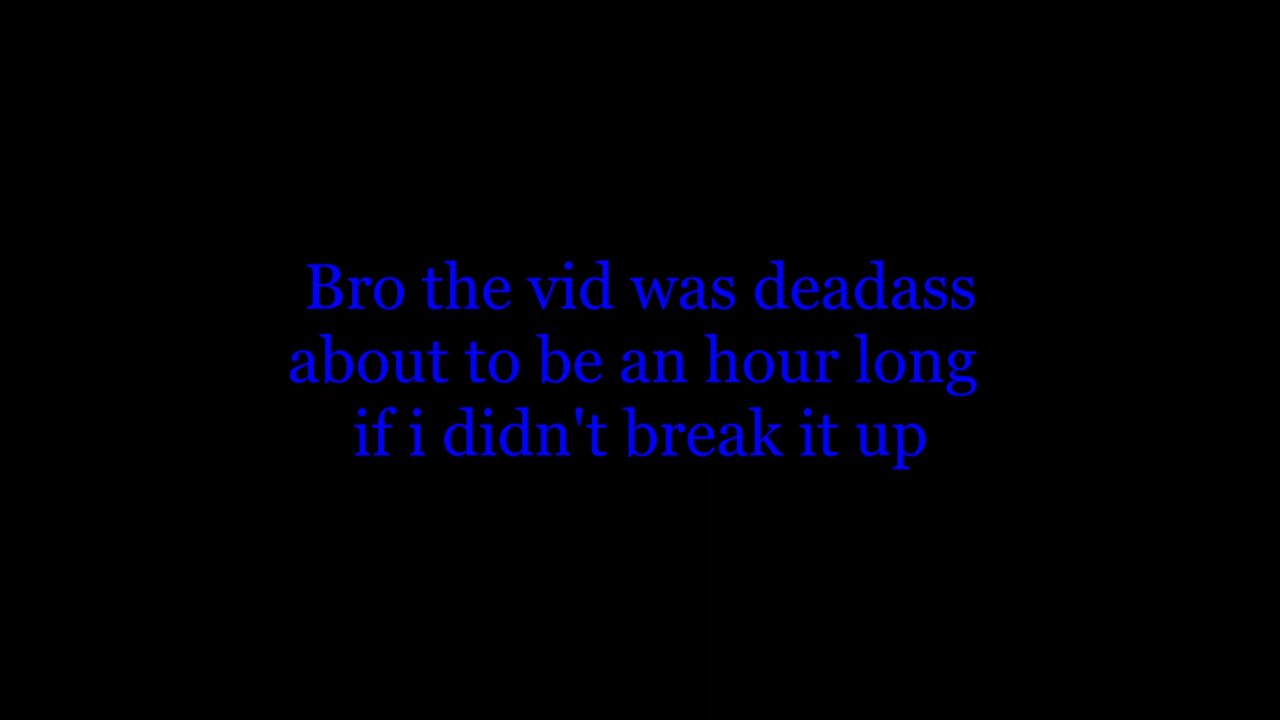 Bro the vid was deadass
about to be an hour long
if i didn't break it up